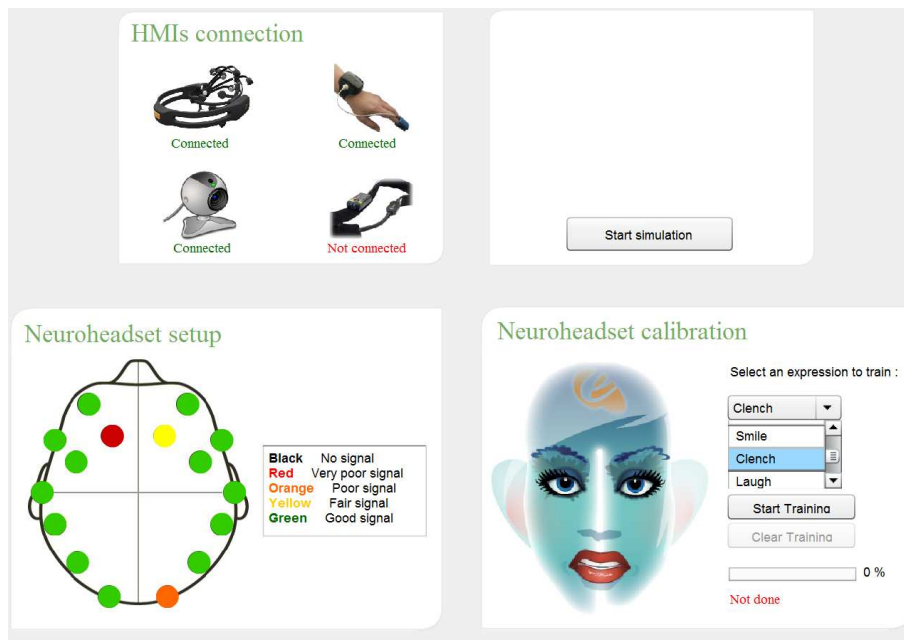 HMIs connection
Connected
Connected
Connected
Not connected
Start simulation
Neuroheadset setup
Black No signal
Red Very poor signal
Orange Poor signal
Yellow Fair signal
Green Good signal
Neuroheadset calibration
Select an expression to train :
Clench
Smile
Clench
Laugh
Start Training
Clear Training
0 %
Not done